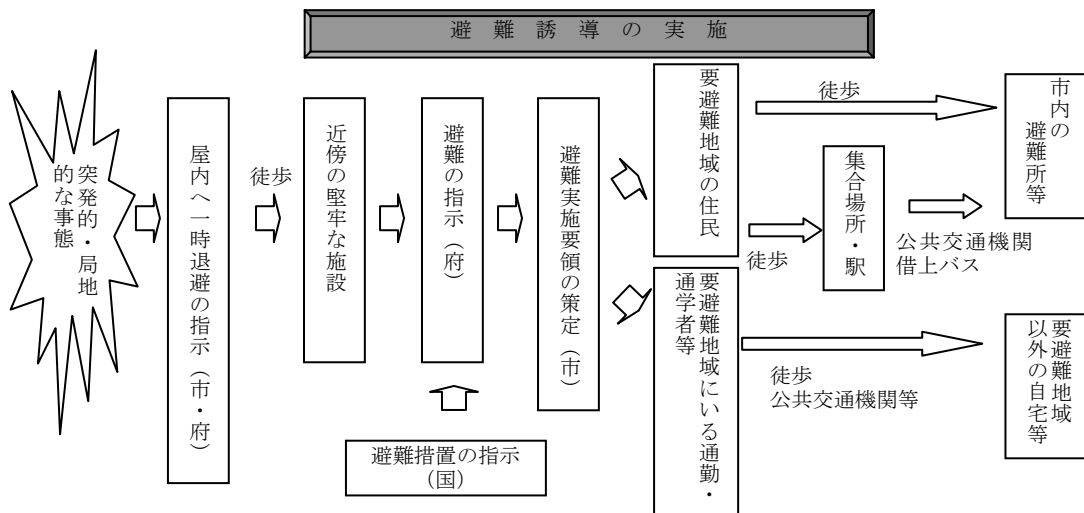 避難誘導の実施
突発的・局地
的な事態
屋内へ一時退避の指示（市・府）
徒歩
近傍の堅牢な施設
避難の指示（府）
避難措置の指示
（国）
避難実施要領の策定（市）
要避難地域の住民
要避難地域にいる通勤・
通学者等
徒歩
徒歩
集合場所・駅
公共交通機関
借上バス
市内の
避難所等
徒歩
公共交通機関等
要避難地域
以外の自宅等